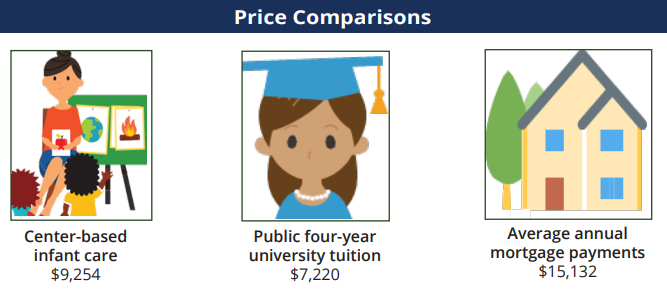 Price Comparisons
Center-based
infant care
$9,254
Public four-year
university tuition
$7,220
Average annual
mortgage payments
$15,132